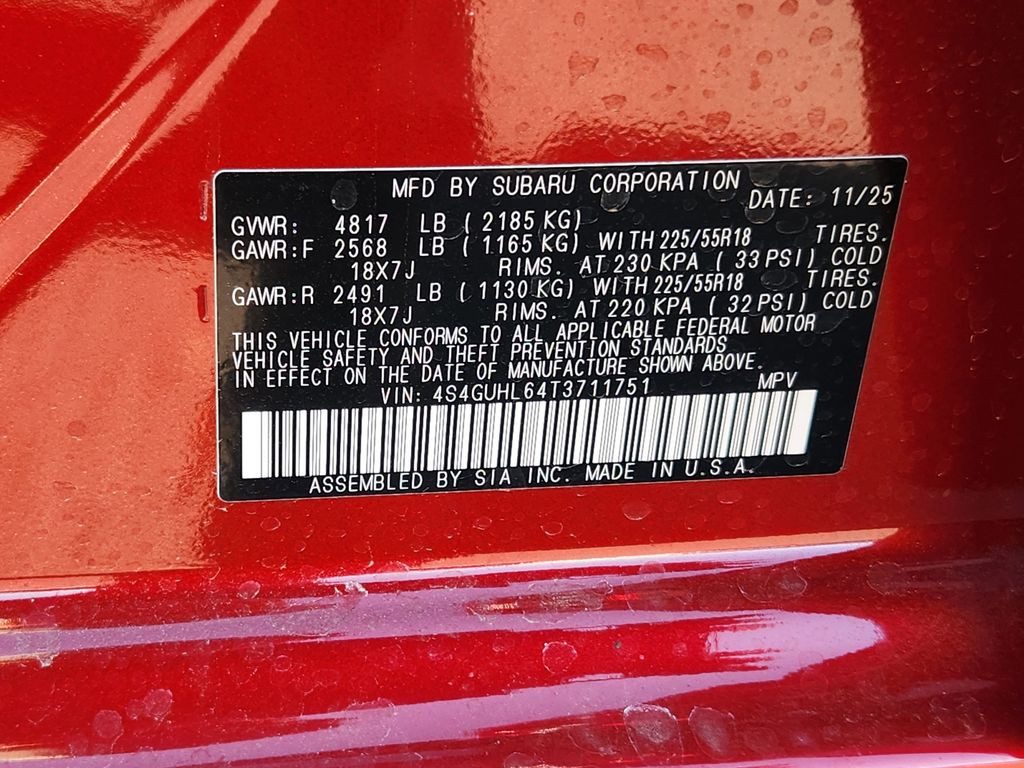 MFD BY SUBARU CORPORATION DATE: 11/25
GVWR: 4817 LB ( 2185 KG)
GAWR:F 2568 LB ( 1165 KG) WITH 225/55R18 TIRES.
18X7J RIMS. AT 230 KPA ( 33 PSI) COLD
GAWR:R 2491 LB ( 1130 KG) WITH 225/55R18 TIRES.
18X7J RIMS. AT 220 KPA ( 32 PSI) COLD
THIS VEHICLE CONFORMS TO ALL APPLICABLE FEDERAL MOTOR
VEHICLE SAFETY AND THEFT PREVENTION STANDARDS
IN EFFECT ON THE DATE OF MANUFACTURE SHOWN ABOVE.
VIN: 4S4GUHL64T3711751 MPV
ASSEMBLED BY SIA INC. MADE IN U.S.A.